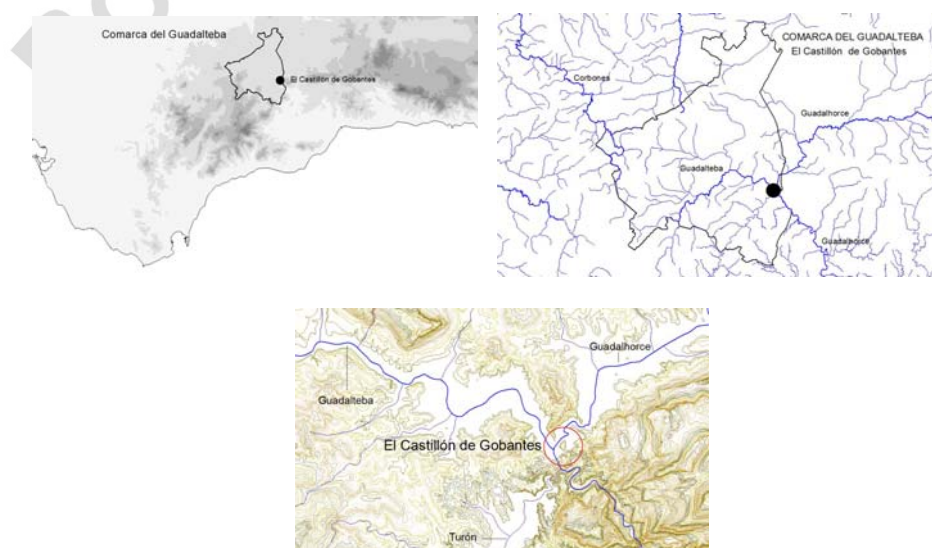 Comarca del Guadalteba
El Castillón de Gobantes
COMARCA DEL GUADALTEBA
El Castillón de Gobantes
Corbones
Guadalhorce
Guadalteba
Guadalhorce
Guadalhorce
Guadalteba
El Castillón de Gobantes
Turón